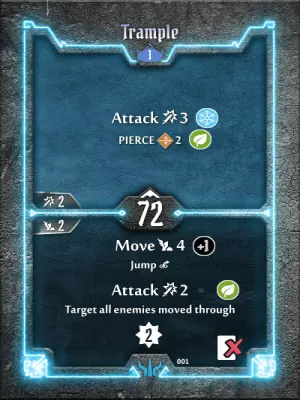 Trample
1
Attack 3
PIERCE 2
2
72
2
Move 4 +1
Jump
Attack 2
Target all enemies moved through
2
001